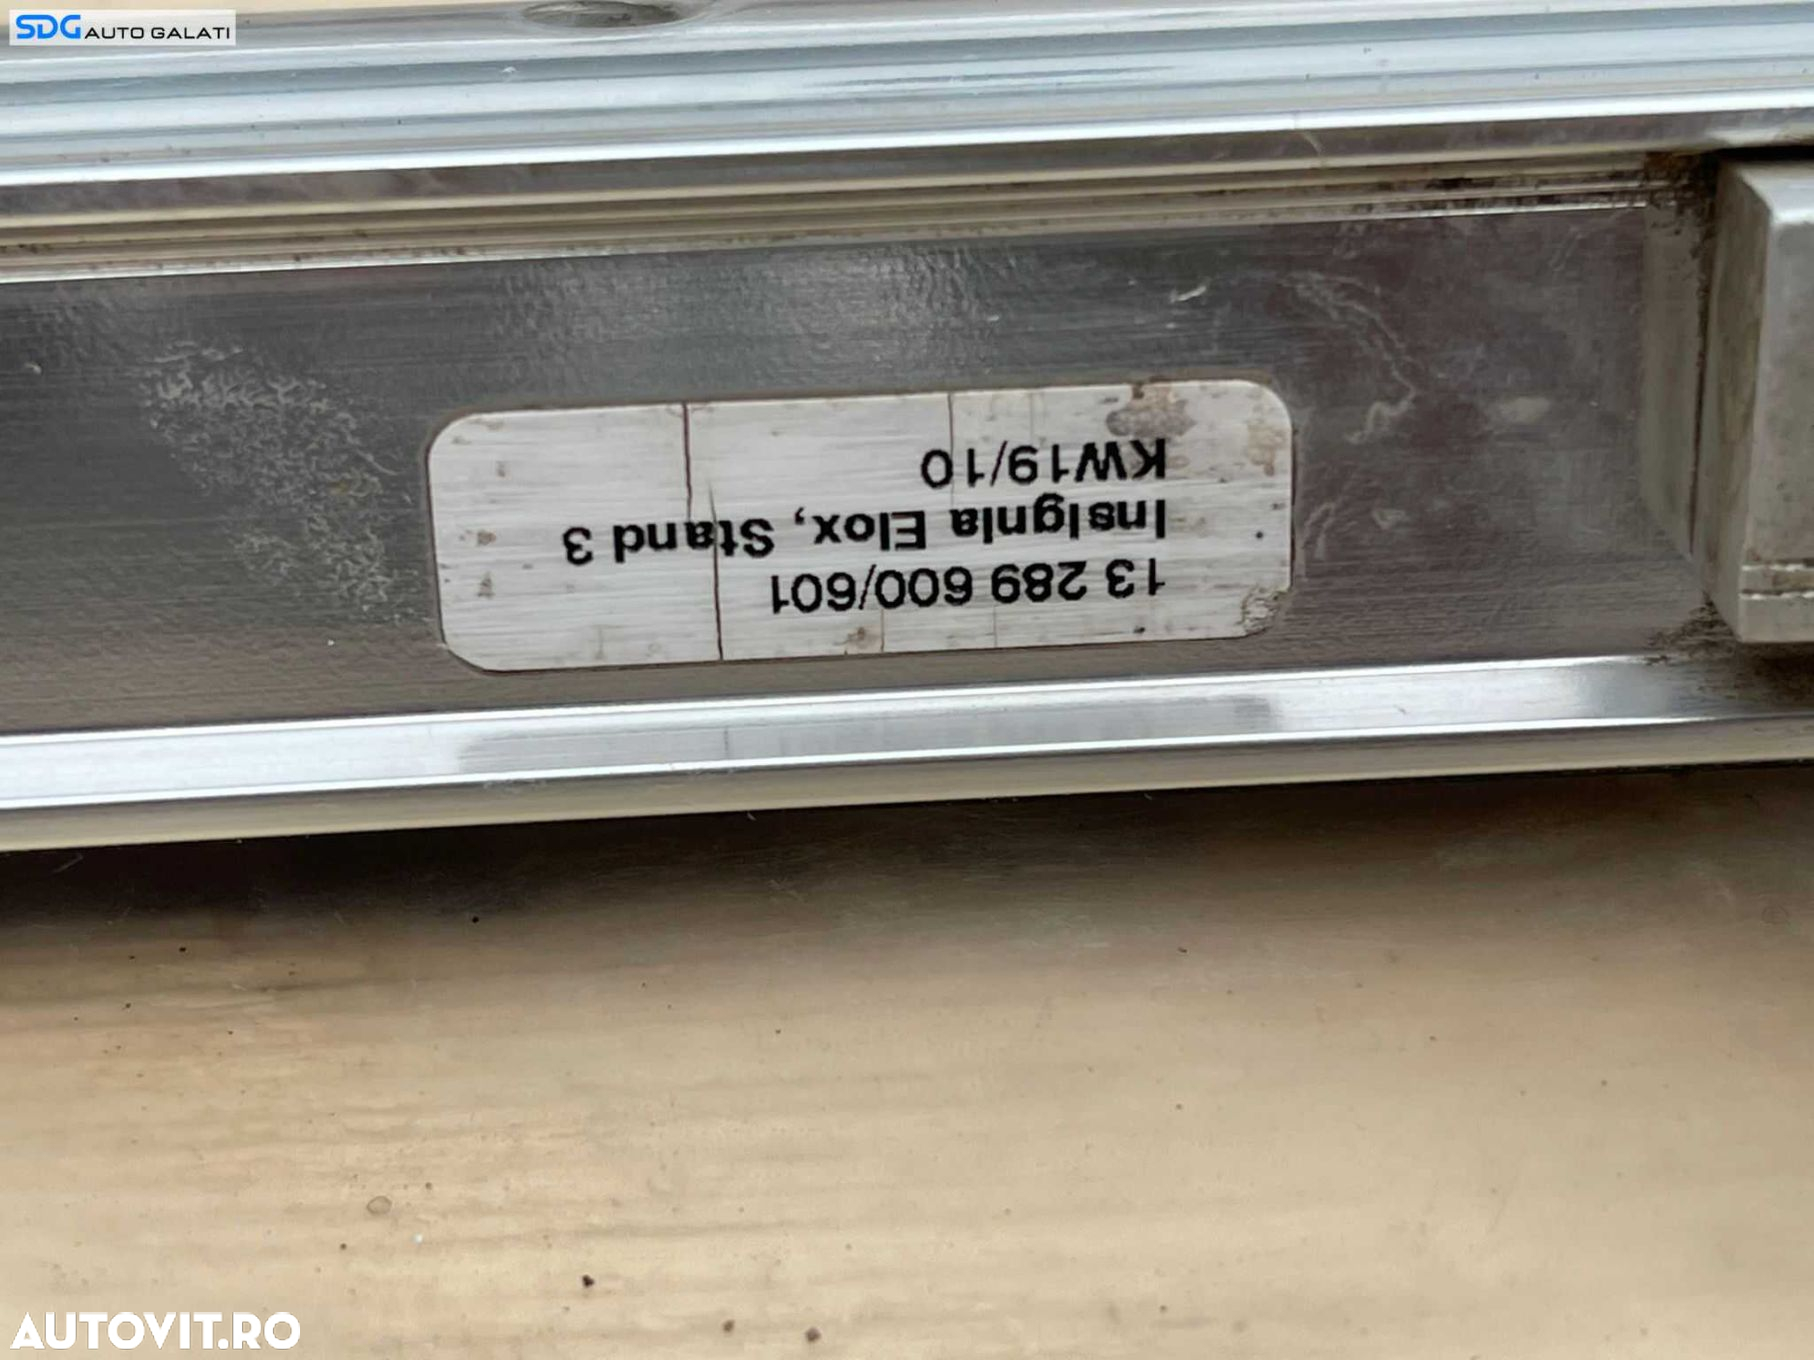 SDG AUTO GALATI
13 289 600/601
Insignia Elox, Stand 3
KW19/10
AUTOVIT.RO